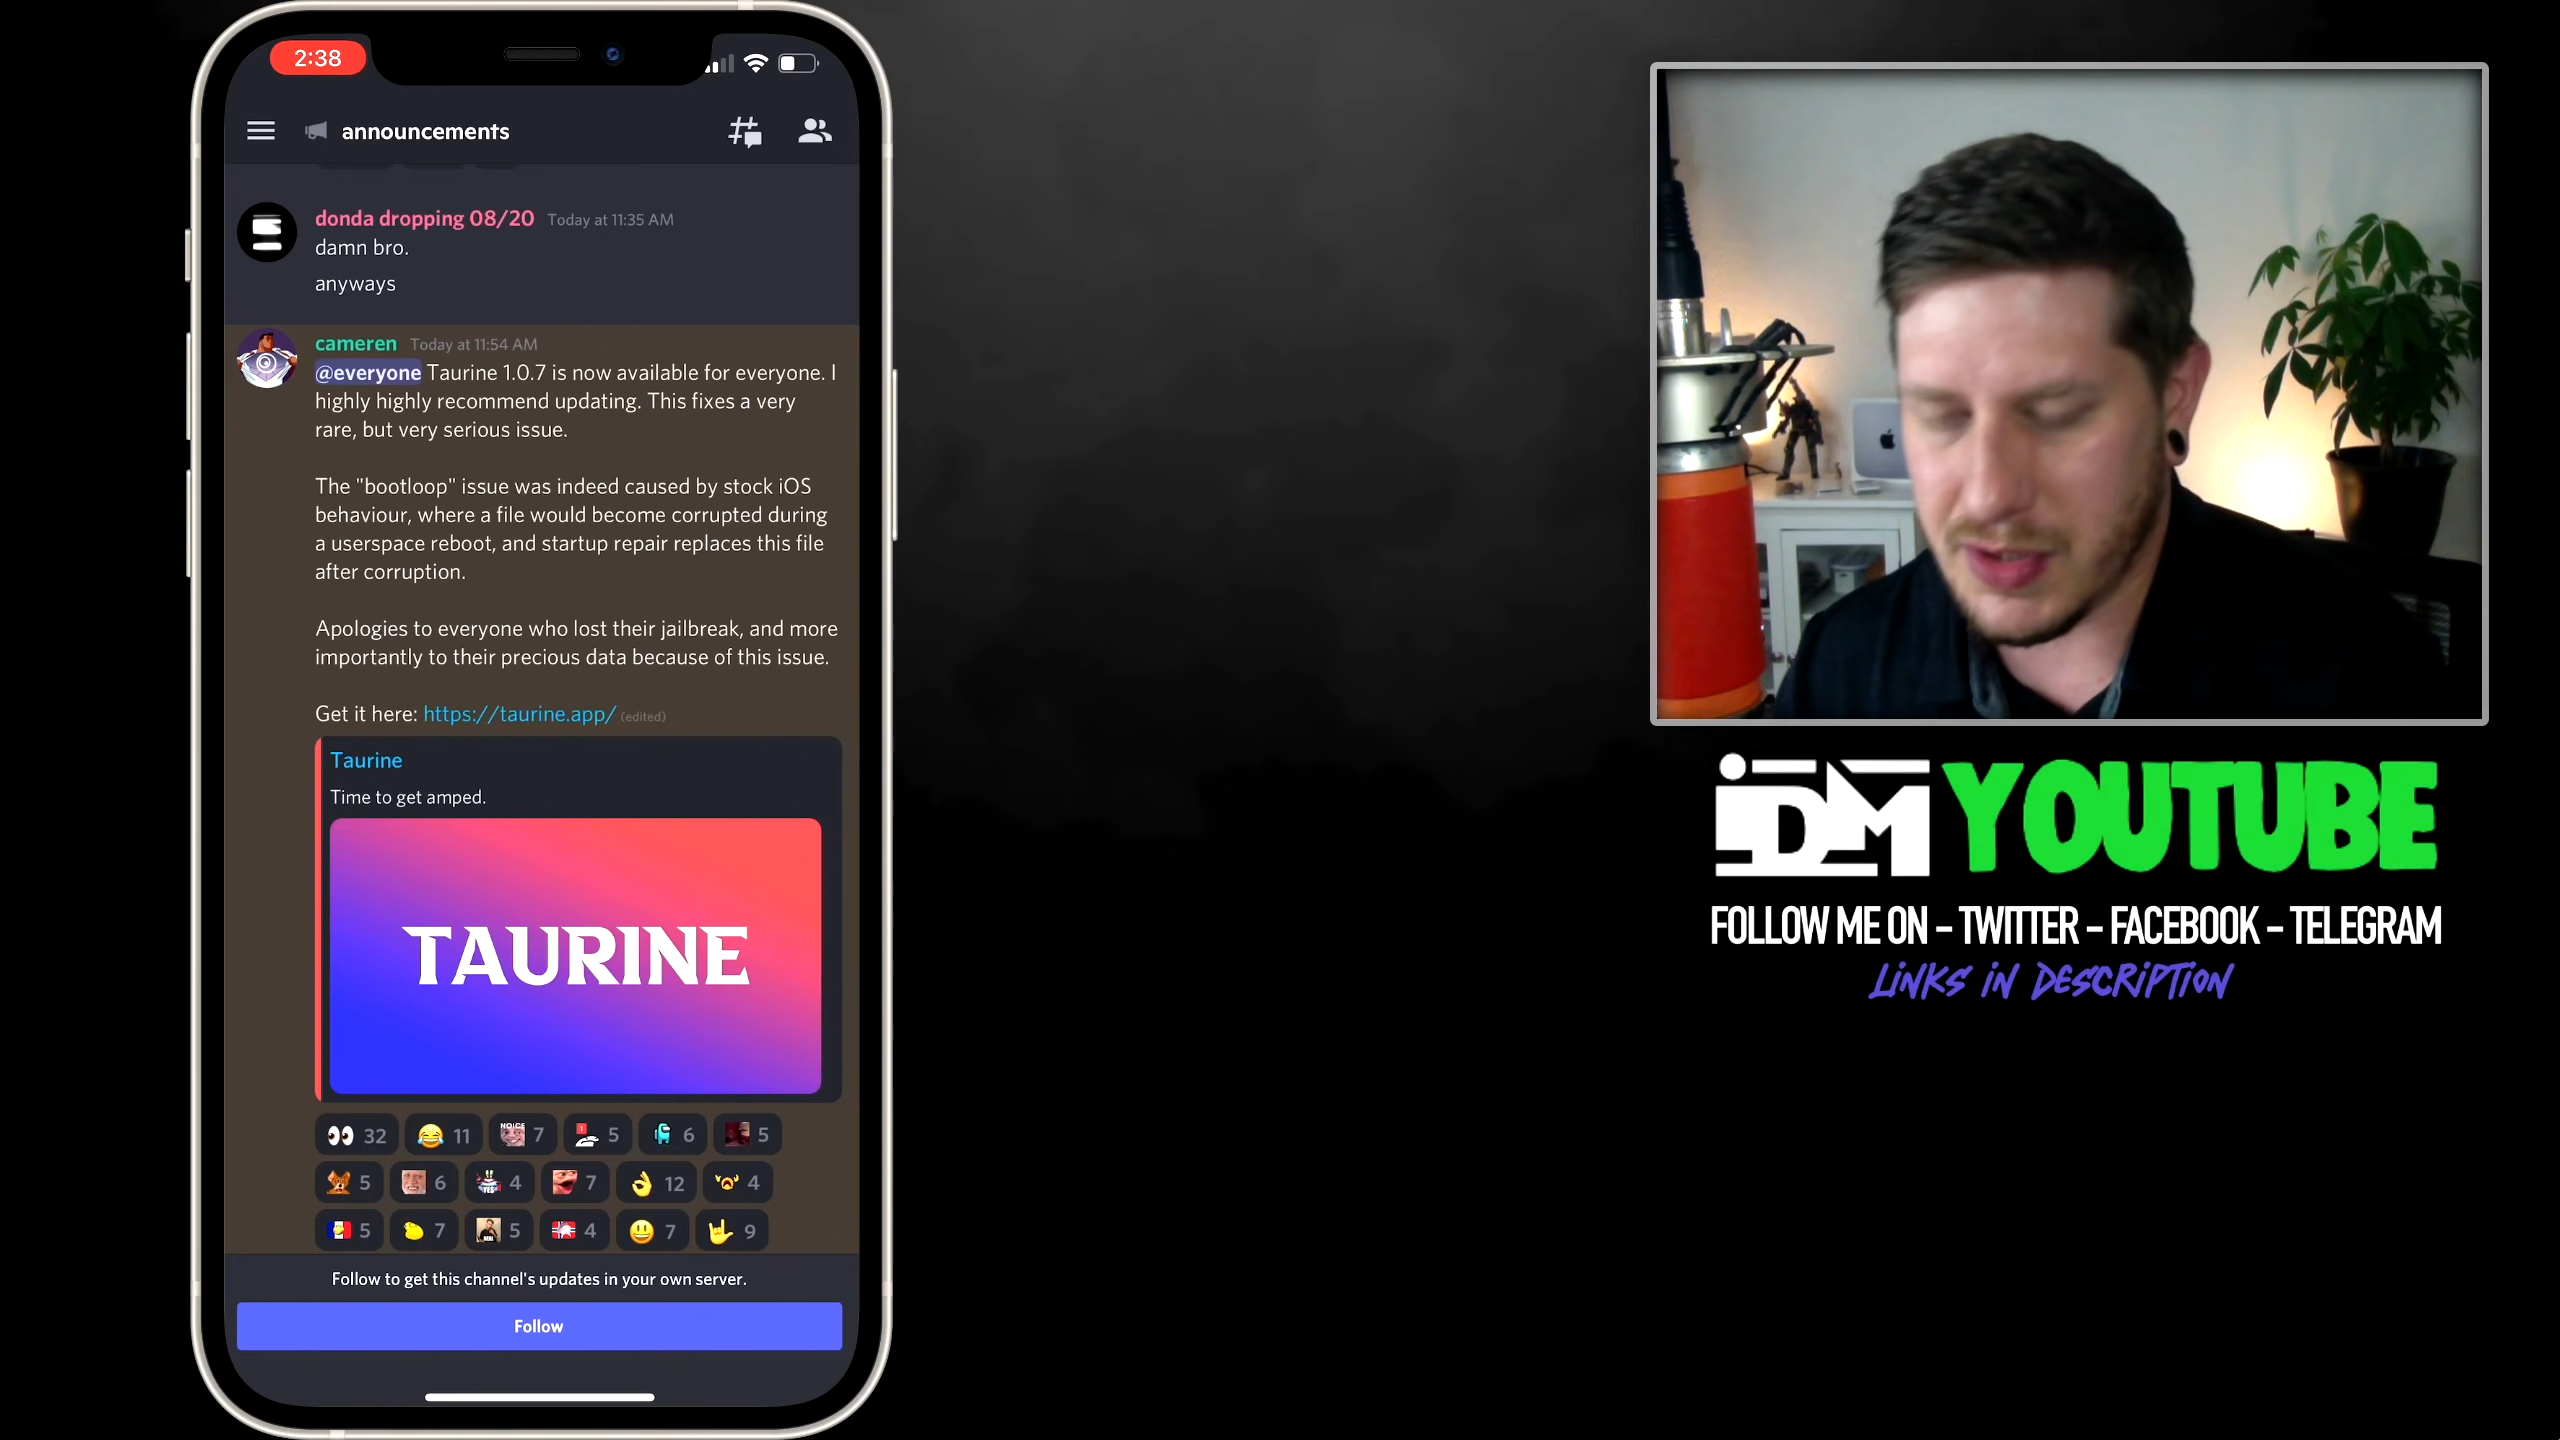 2:38
announcements
donda dropping 08/20 Today at 11:35 AM
damn bro.
anyways
cameren Today at 11:54 AM
@everyone Taurine 1.0.7 is now available for everyone. I
highly highly recommend updating. This fixes a very
rare, but very serious issue.
The "bootloop" issue was indeed caused by stock iOS
behaviour, where a file would become corrupted during
a userspace reboot, and startup repair replaces this file
after corruption.
Apologies to everyone who lost their jailbreak, and more
importantly to their precious data because of this issue.
Get it here: https://taurine.app/ (edited)
Taurine
Time to get amped.
TAURINE
32 11 NOICE 7 5 6 5
5 6 YES 4 7 12 4
5 7 5 4 7 9
Follow to get this channel's updates in your own server.
Follow
iDM YOUTUBE
FOLLOW ME ON - TWITTER - FACEBOOK - TELEGRAM
LINKS IN DESCRIPTION